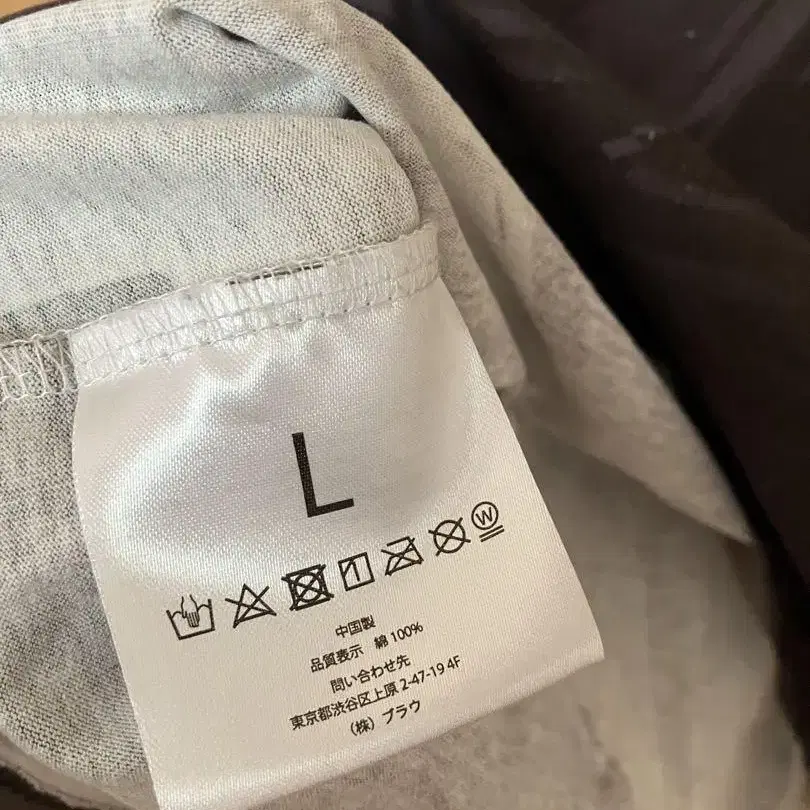 L
W
中国製
品質表示 綿 100%
問い合わせ先
東京都渋谷区上原 2-47-19 4F
(株) ブラウ